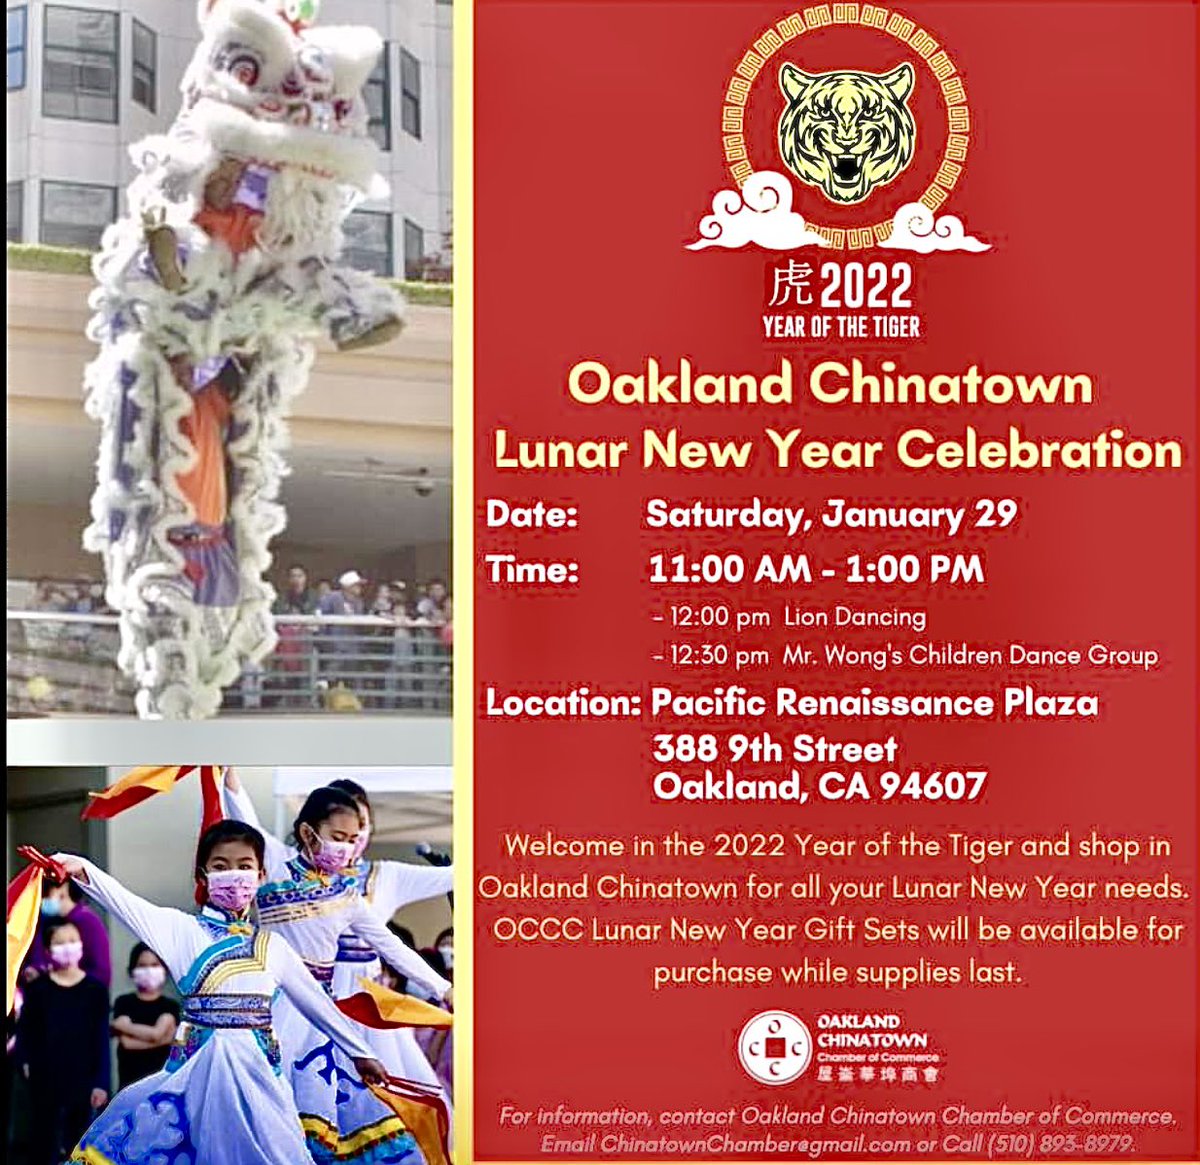 虎 2022
YEAR OF THE TIGER
Oakland Chinatown
Lunar New Year Celebration
Date: Saturday, January 29
Time: 11:00 AM - 1:00 PM
- 12:00 pm Lion Dancing
- 12:30 pm Mr. Wong's Children Dance Group
Location: Pacific Renaissance Plaza
388 9th Street
Oakland, CA 94607
Welcome in the 2022 Year of the Tiger and shop in
Oakland Chinatown for all your Lunar New Year needs.
OCCC Lunar New Year Gift Sets will be available for
purchase while supplies last.
O
C C
C
OAKLAND
CHINATOWN
Chamber of Commerce
屋崙華埠商會
For information, contact Oakland Chinatown Chamber of Commerce.
Email ChinatownChamber@gmail.com or Call (510) 893-8979.